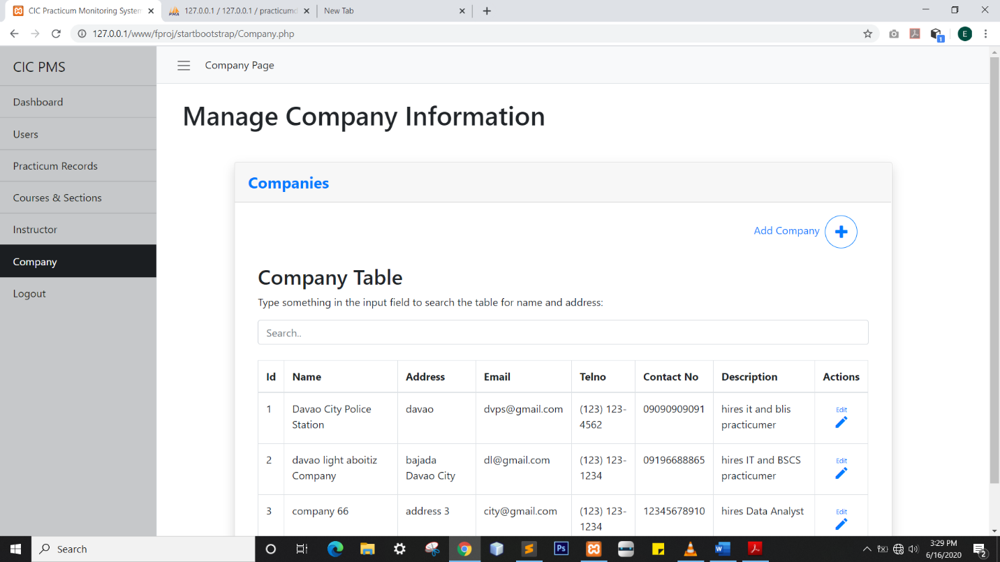 CIC Practicum Monitoring System
127.0.0.1 / 127.0.0.1 / practicumd
New Tab
127.0.0.1/www/fproj/startbootstrap/Company.php
1
E
CIC PMS
Company Page
Dashboard
Users
Practicum Records
Courses & Sections
Instructor
Company
Logout
Manage Company Information
Companies
Add Company
Company Table
Type something in the input field to search the table for name and address:
Search..
Id Name Address Email Telno Contact No Description Actions
1 Davao City Police davao dvps@gmail.com (123) 123- 09090909091 hires it and blis Edit
Station 4562 practicumer
2 davao light aboitiz bajada dl@gmail.com (123) 123- 09196688865 hires IT and BSCS Edit
Company Davao City 1234 practicumer
3 company 66 address 3 city@gmail.com (123) 123- 12345678910 hires Data Analyst Edit
1234
Search
Ps
3:29 PM
6/16/2020
2